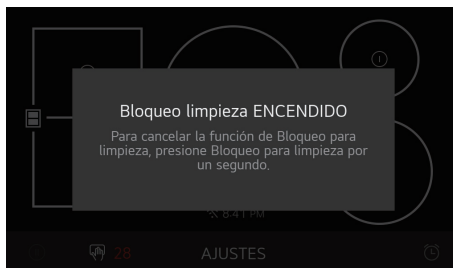 Bloqueo limpieza ENCENDIDO
Para cancelar la función de Bloqueo para
limpieza, presione Bloqueo para limpieza por
un segundo.
8:41 PM
28 AJUSTES